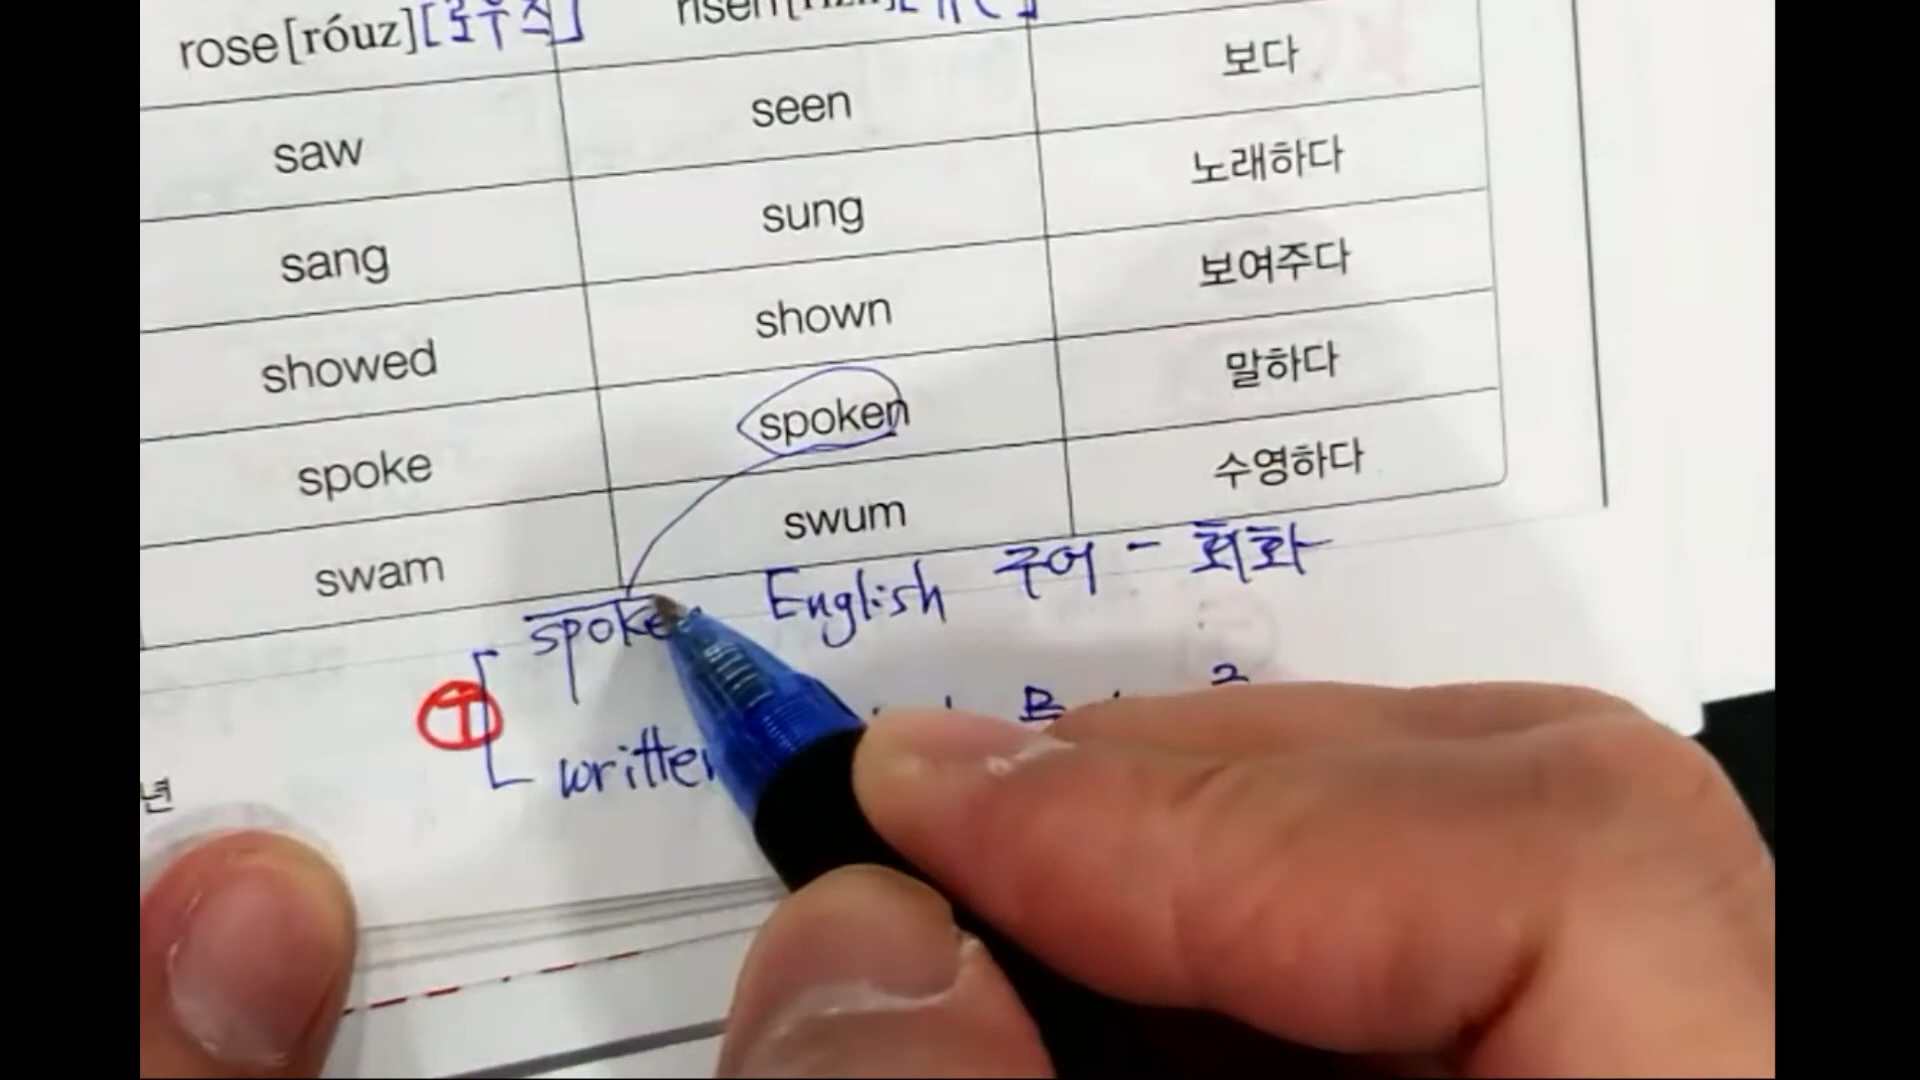 rose[róuz][로우즈]
saw seen 보다
sang sung 노래하다
showed shown 보여주다
spoke spoken 말하다
swam swum 수영하다
spoken English 구어 - 회화
written
년